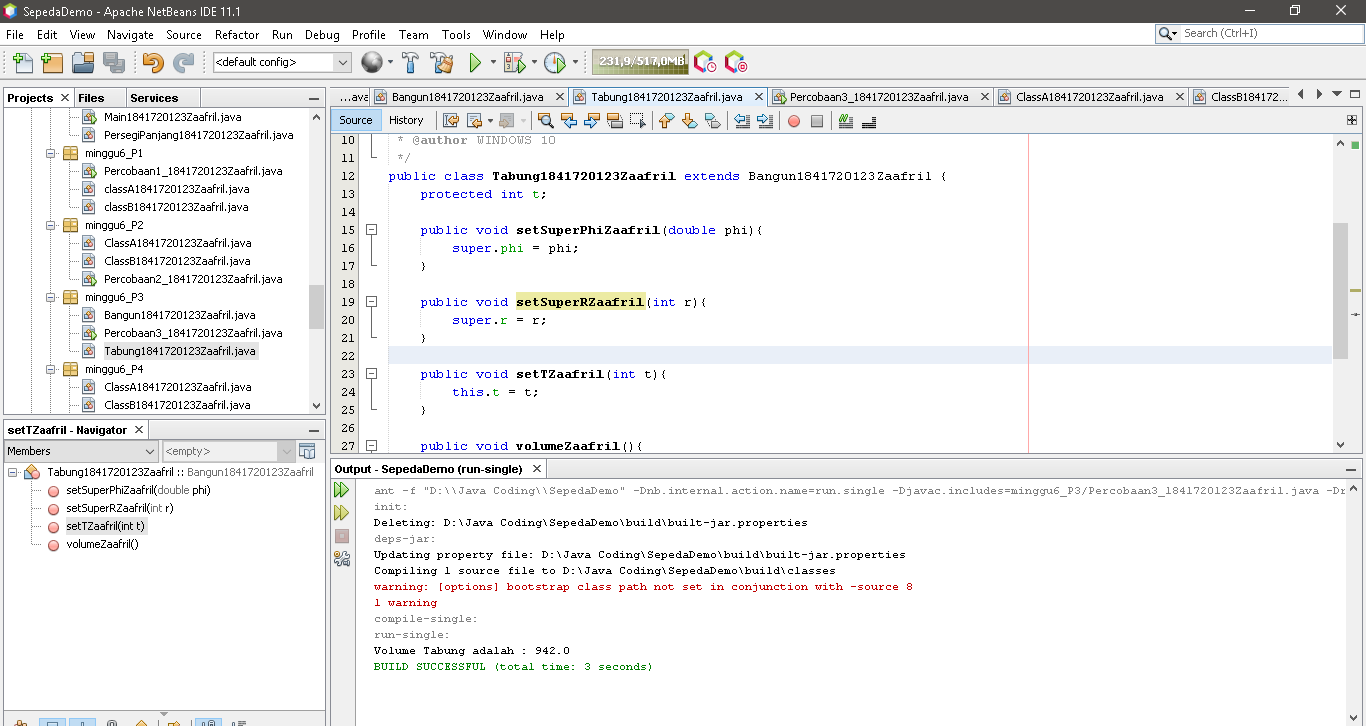 SepedaDemo - Apache NetBeans IDE 11.1
File Edit View Navigate Source Refactor Run Debug Profile Team Tools Window Help
Search (Ctrl+I)
<default config>
231,9/517,0MB
Projects Files Services
...ava Bangun1841720123Zaafril.java Tabung1841720123Zaafril.java Percobaan3_1841720123Zaafril.java ClassA1841720123Zaafril.java ClassB184172...
Main1841720123Zaafril.java
PersegiPanjang1841720123Zaafril.java
minggu6_P1
Percobaan1_1841720123Zaafril.java
classA1841720123Zaafril.java
classB1841720123Zaafril.java
minggu6_P2
ClassA1841720123Zaafril.java
ClassB1841720123Zaafril.java
Percobaan2_1841720123Zaafril.java
minggu6_P3
Bangun1841720123Zaafril.java
Percobaan3_1841720123Zaafril.java
Tabung1841720123Zaafril.java
minggu6_P4
ClassA1841720123Zaafril.java
ClassB1841720123Zaafril.java
Source History
10 * @author WINDOWS 10
11 */
12 public class Tabung1841720123Zaafril extends Bangun1841720123Zaafril {
13 protected int t;
14
15 public void setSuperPhiZaafril(double phi){
16 super.phi = phi;
17 }
18
19 public void setSuperRZaafril(int r){
20 super.r = r;
21 }
22
23 public void setTZaafril(int t){
24 this.t = t;
25 }
26
27 public void volumeZaafril(){
setTZaafril - Navigator
Members <empty>
Tabung1841720123Zaafril :: Bangun1841720123Zaafril
setSuperPhiZaafril(double phi)
setSuperRZaafril(int r)
setTZaafril(int t)
volumeZaafril()
Output - SepedaDemo (run-single)
ant -f "D:\\Java Coding\\SepedaDemo" -Dnb.internal.action.name=run.single -Djavac.includes=minggu6_P3/Percobaan3_1841720123Zaafril.java -Dr
init:
Deleting: D:\Java Coding\SepedaDemo\build\built-jar.properties
deps-jar:
Updating property file: D:\Java Coding\SepedaDemo\build\built-jar.properties
Compiling 1 source file to D:\Java Coding\SepedaDemo\build\classes
warning: [options] bootstrap class path not set in conjunction with -source 8
1 warning
compile-single:
run-single:
Volume Tabung adalah : 942.0
BUILD SUCCESSFUL (total time: 3 seconds)